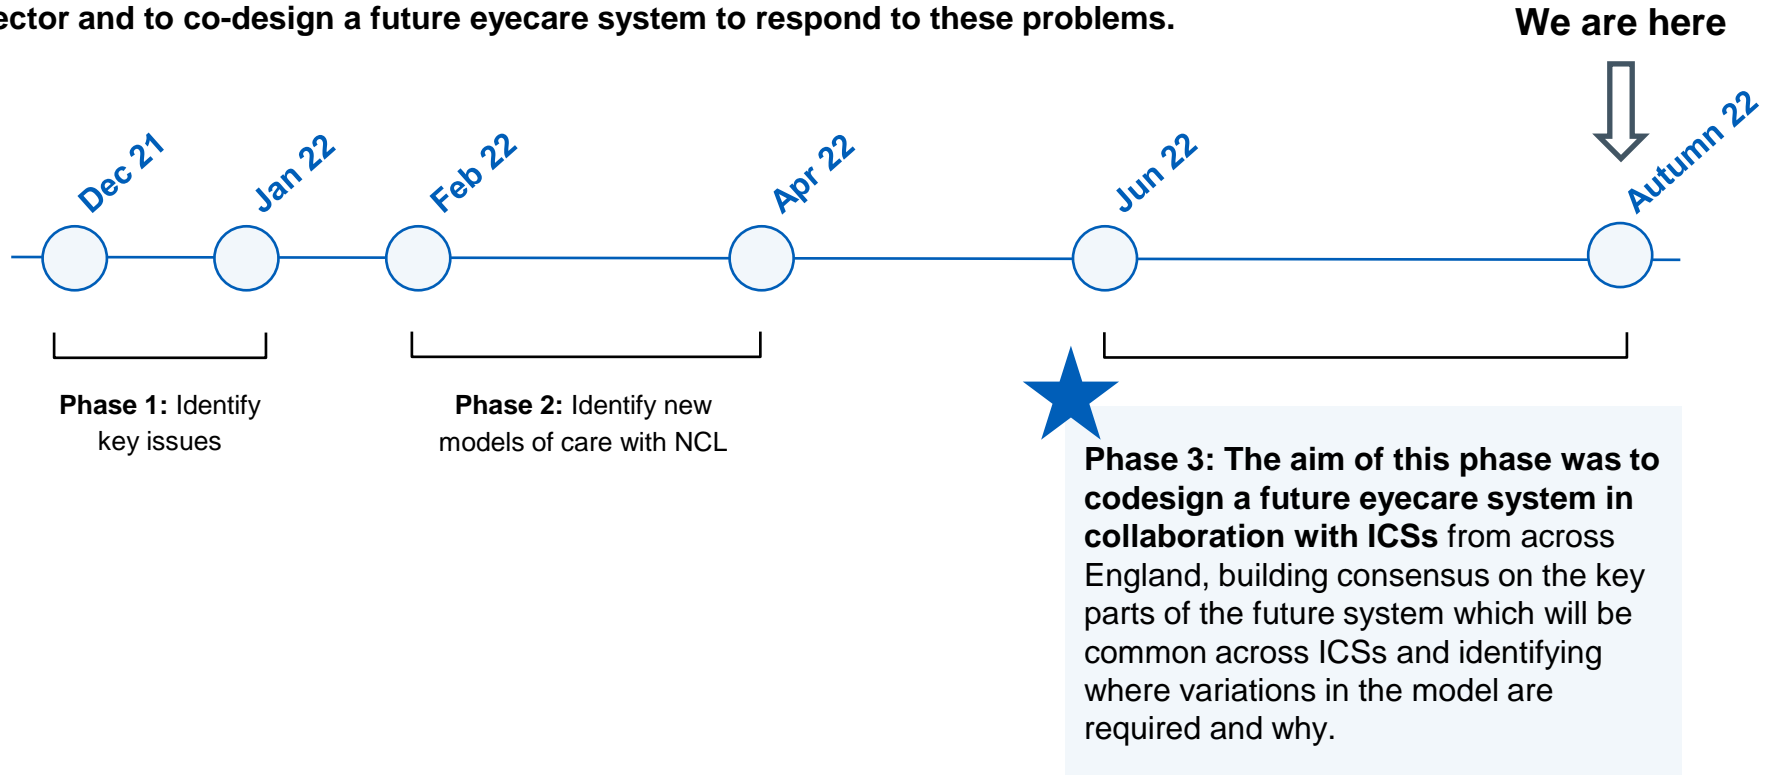 and to co-design a future eyecare system to respond to these problems.
We are here
Dec 21
Jan 22
Feb 22
Apr 22
Jun 22
Autumn 22
Phase 1: Identify
key issues
Phase 2: Identify new
models of care with NCL
Phase 3: The aim of this phase was to
codesign a future eyecare system in
collaboration with ICSs from across
England, building consensus on the key
parts of the future system which will be
common across ICSs and identifying
where variations in the model are
required and why.